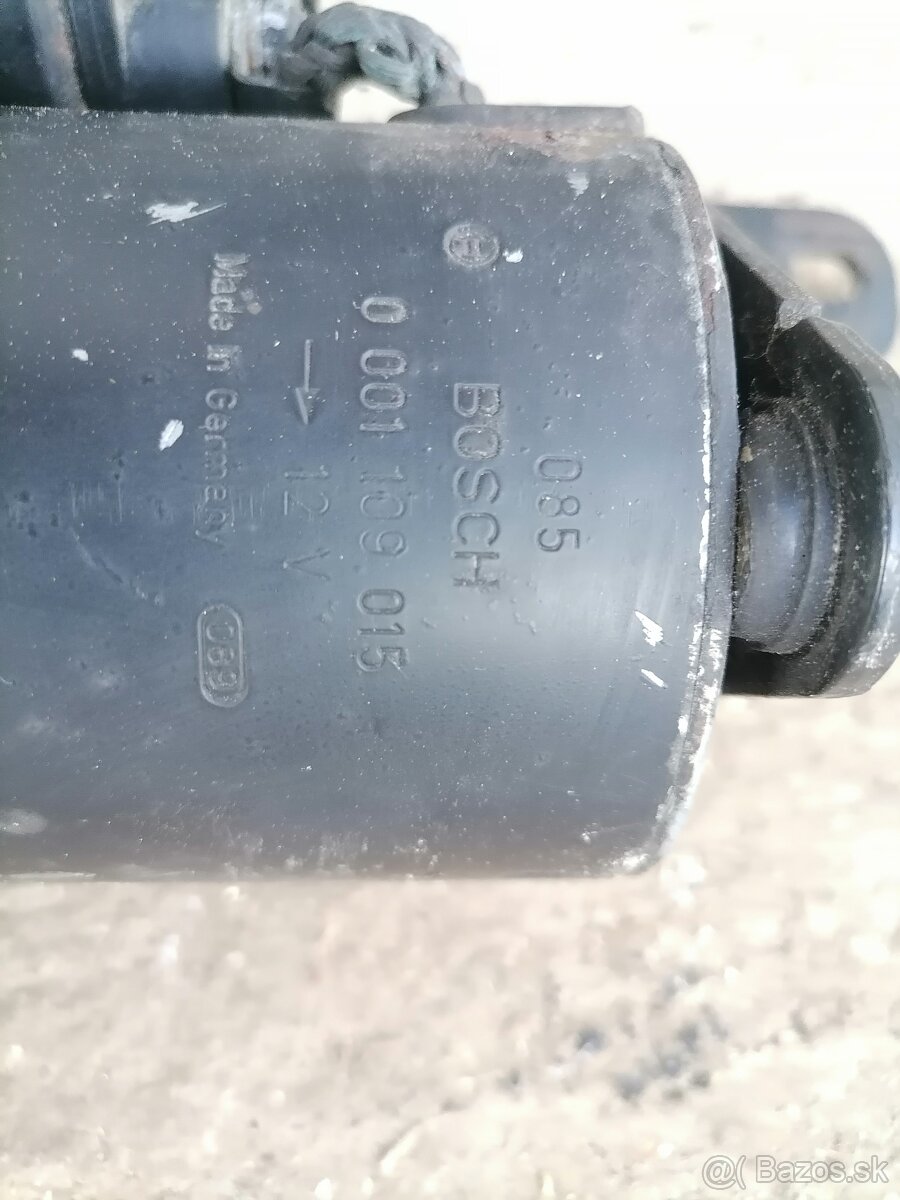 085
BOSCH
0 001 109 015
→ 12 V
Made in Germany 089
@( Bazos.sk